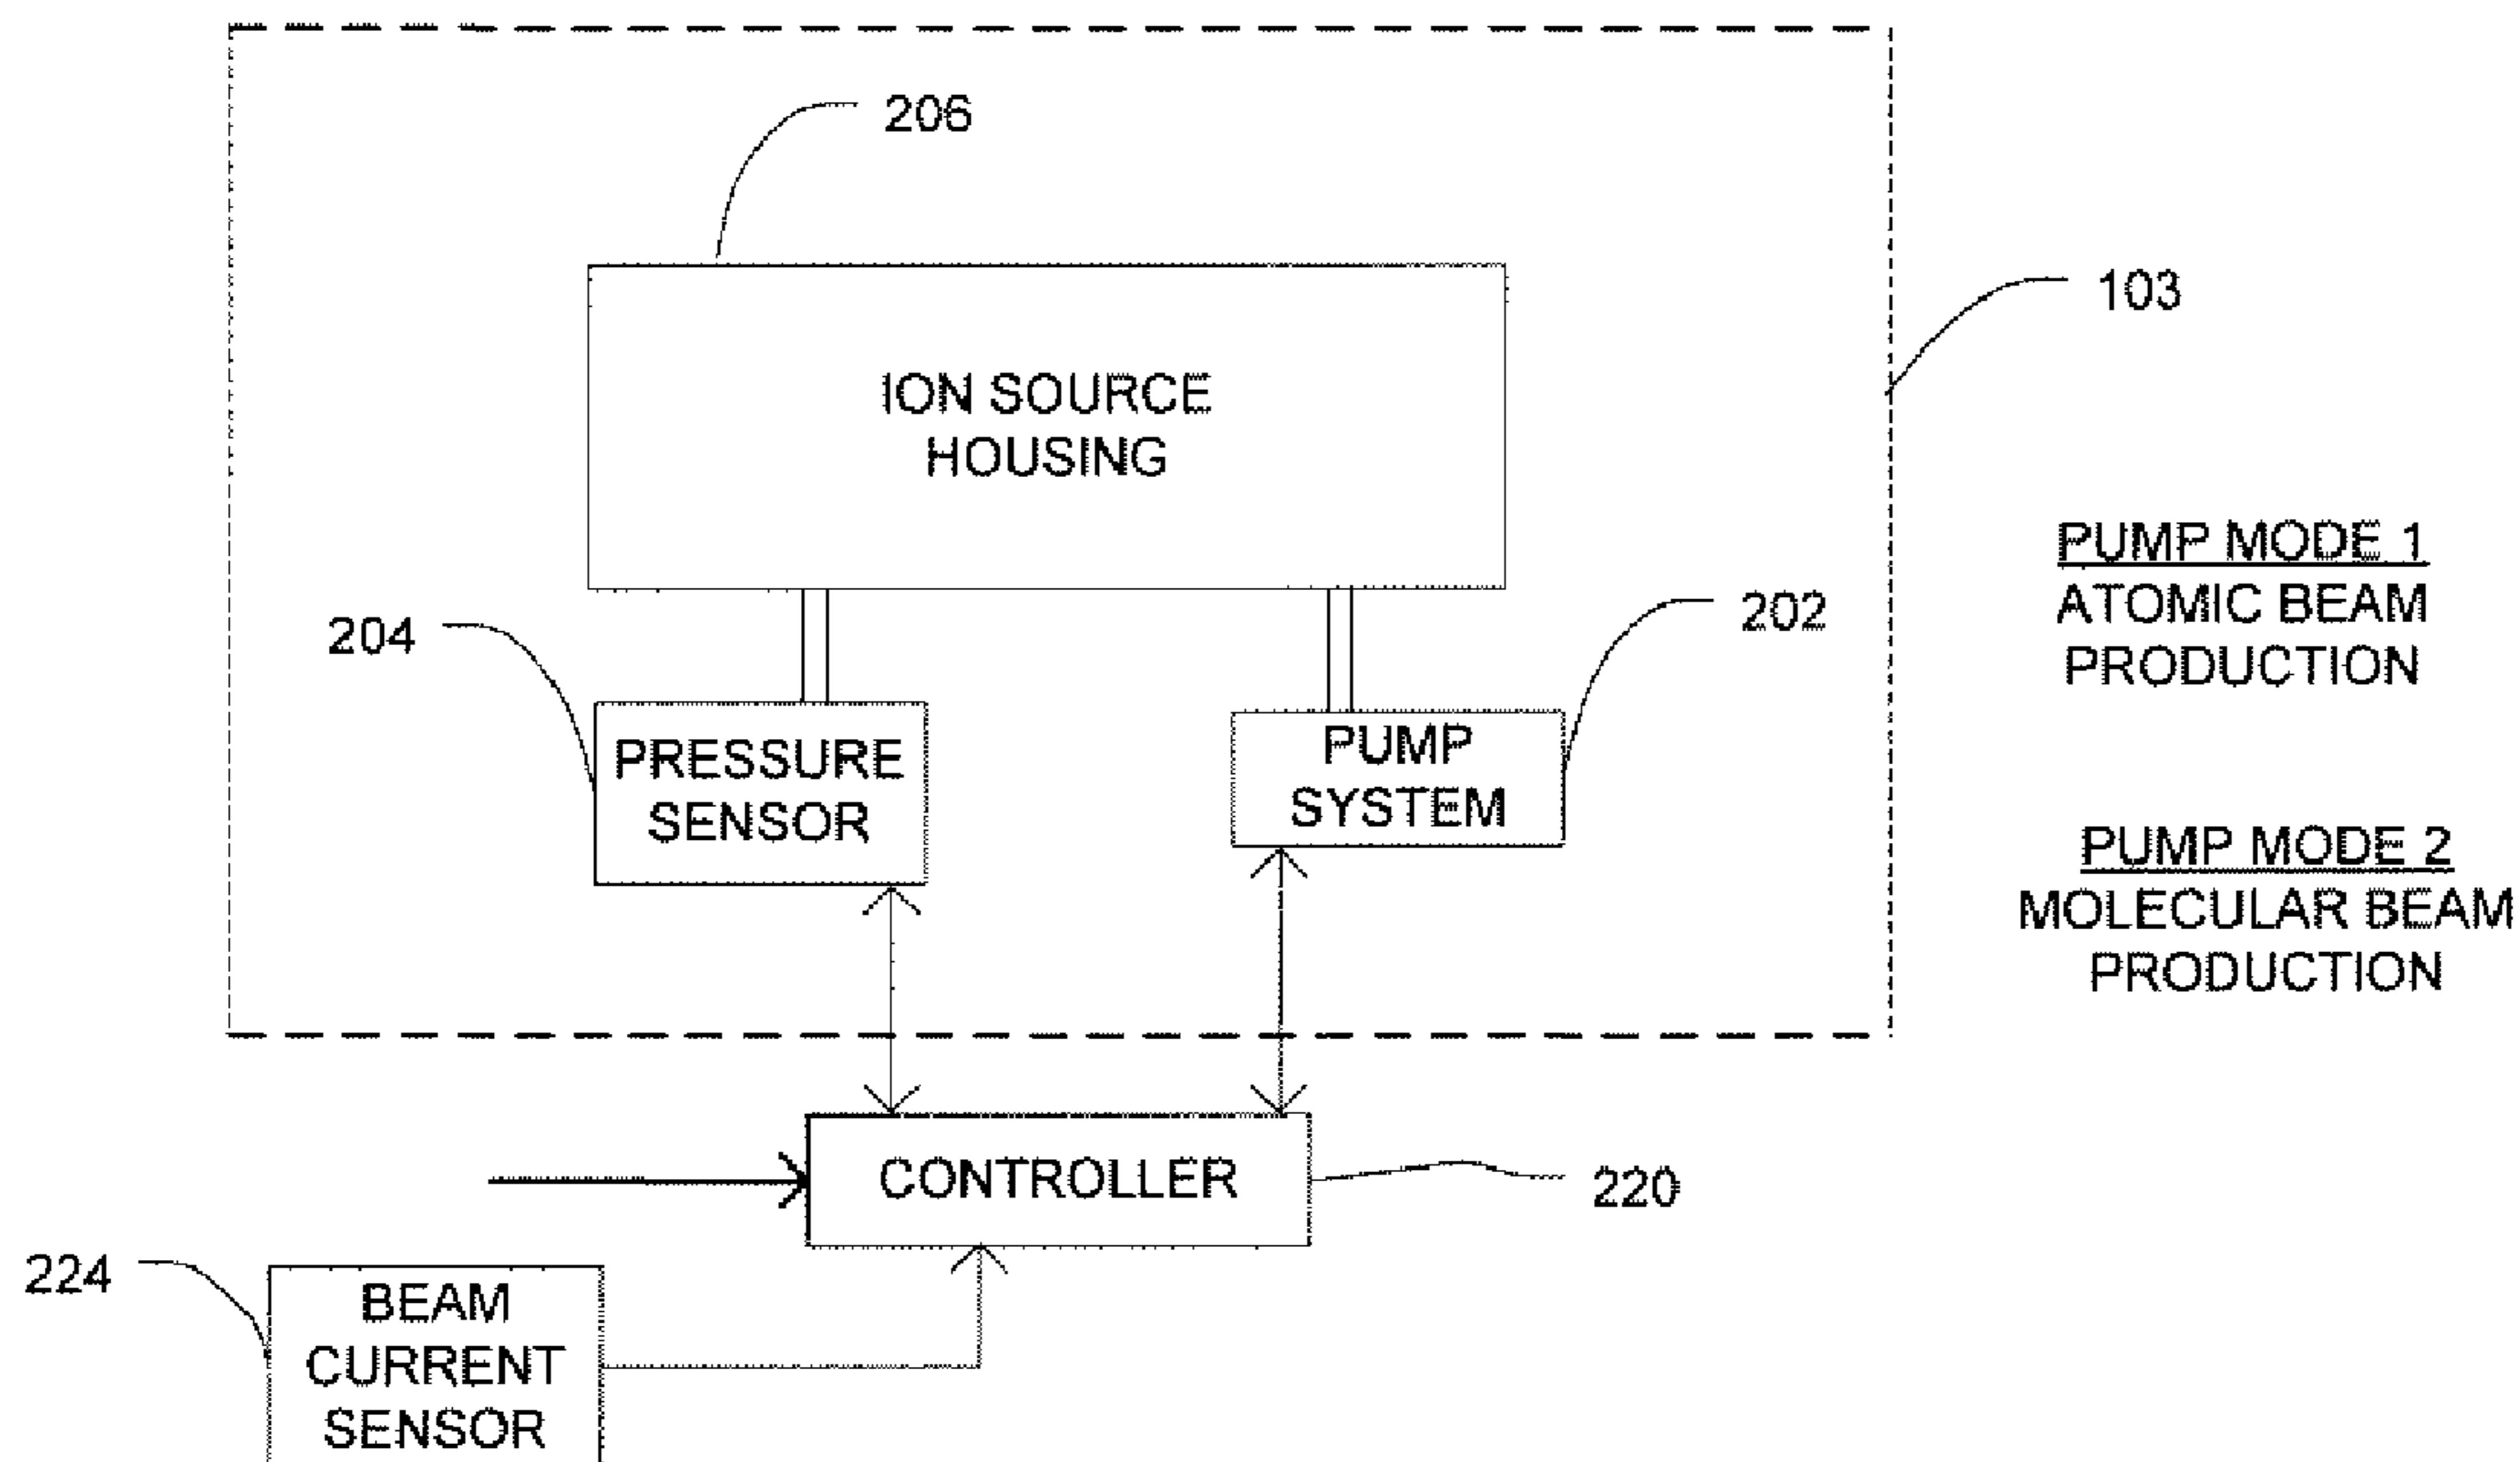 206
103
ION SOURCE
HOUSING
PUMP MODE 1
ATOMIC BEAM
PRODUCTION
204
202
PRESSURE
SENSOR
PUMP
SYSTEM
PUMP MODE 2
MOLECULAR BEAM
PRODUCTION
CONTROLLER
220
224
BEAM
CURRENT
SENSOR